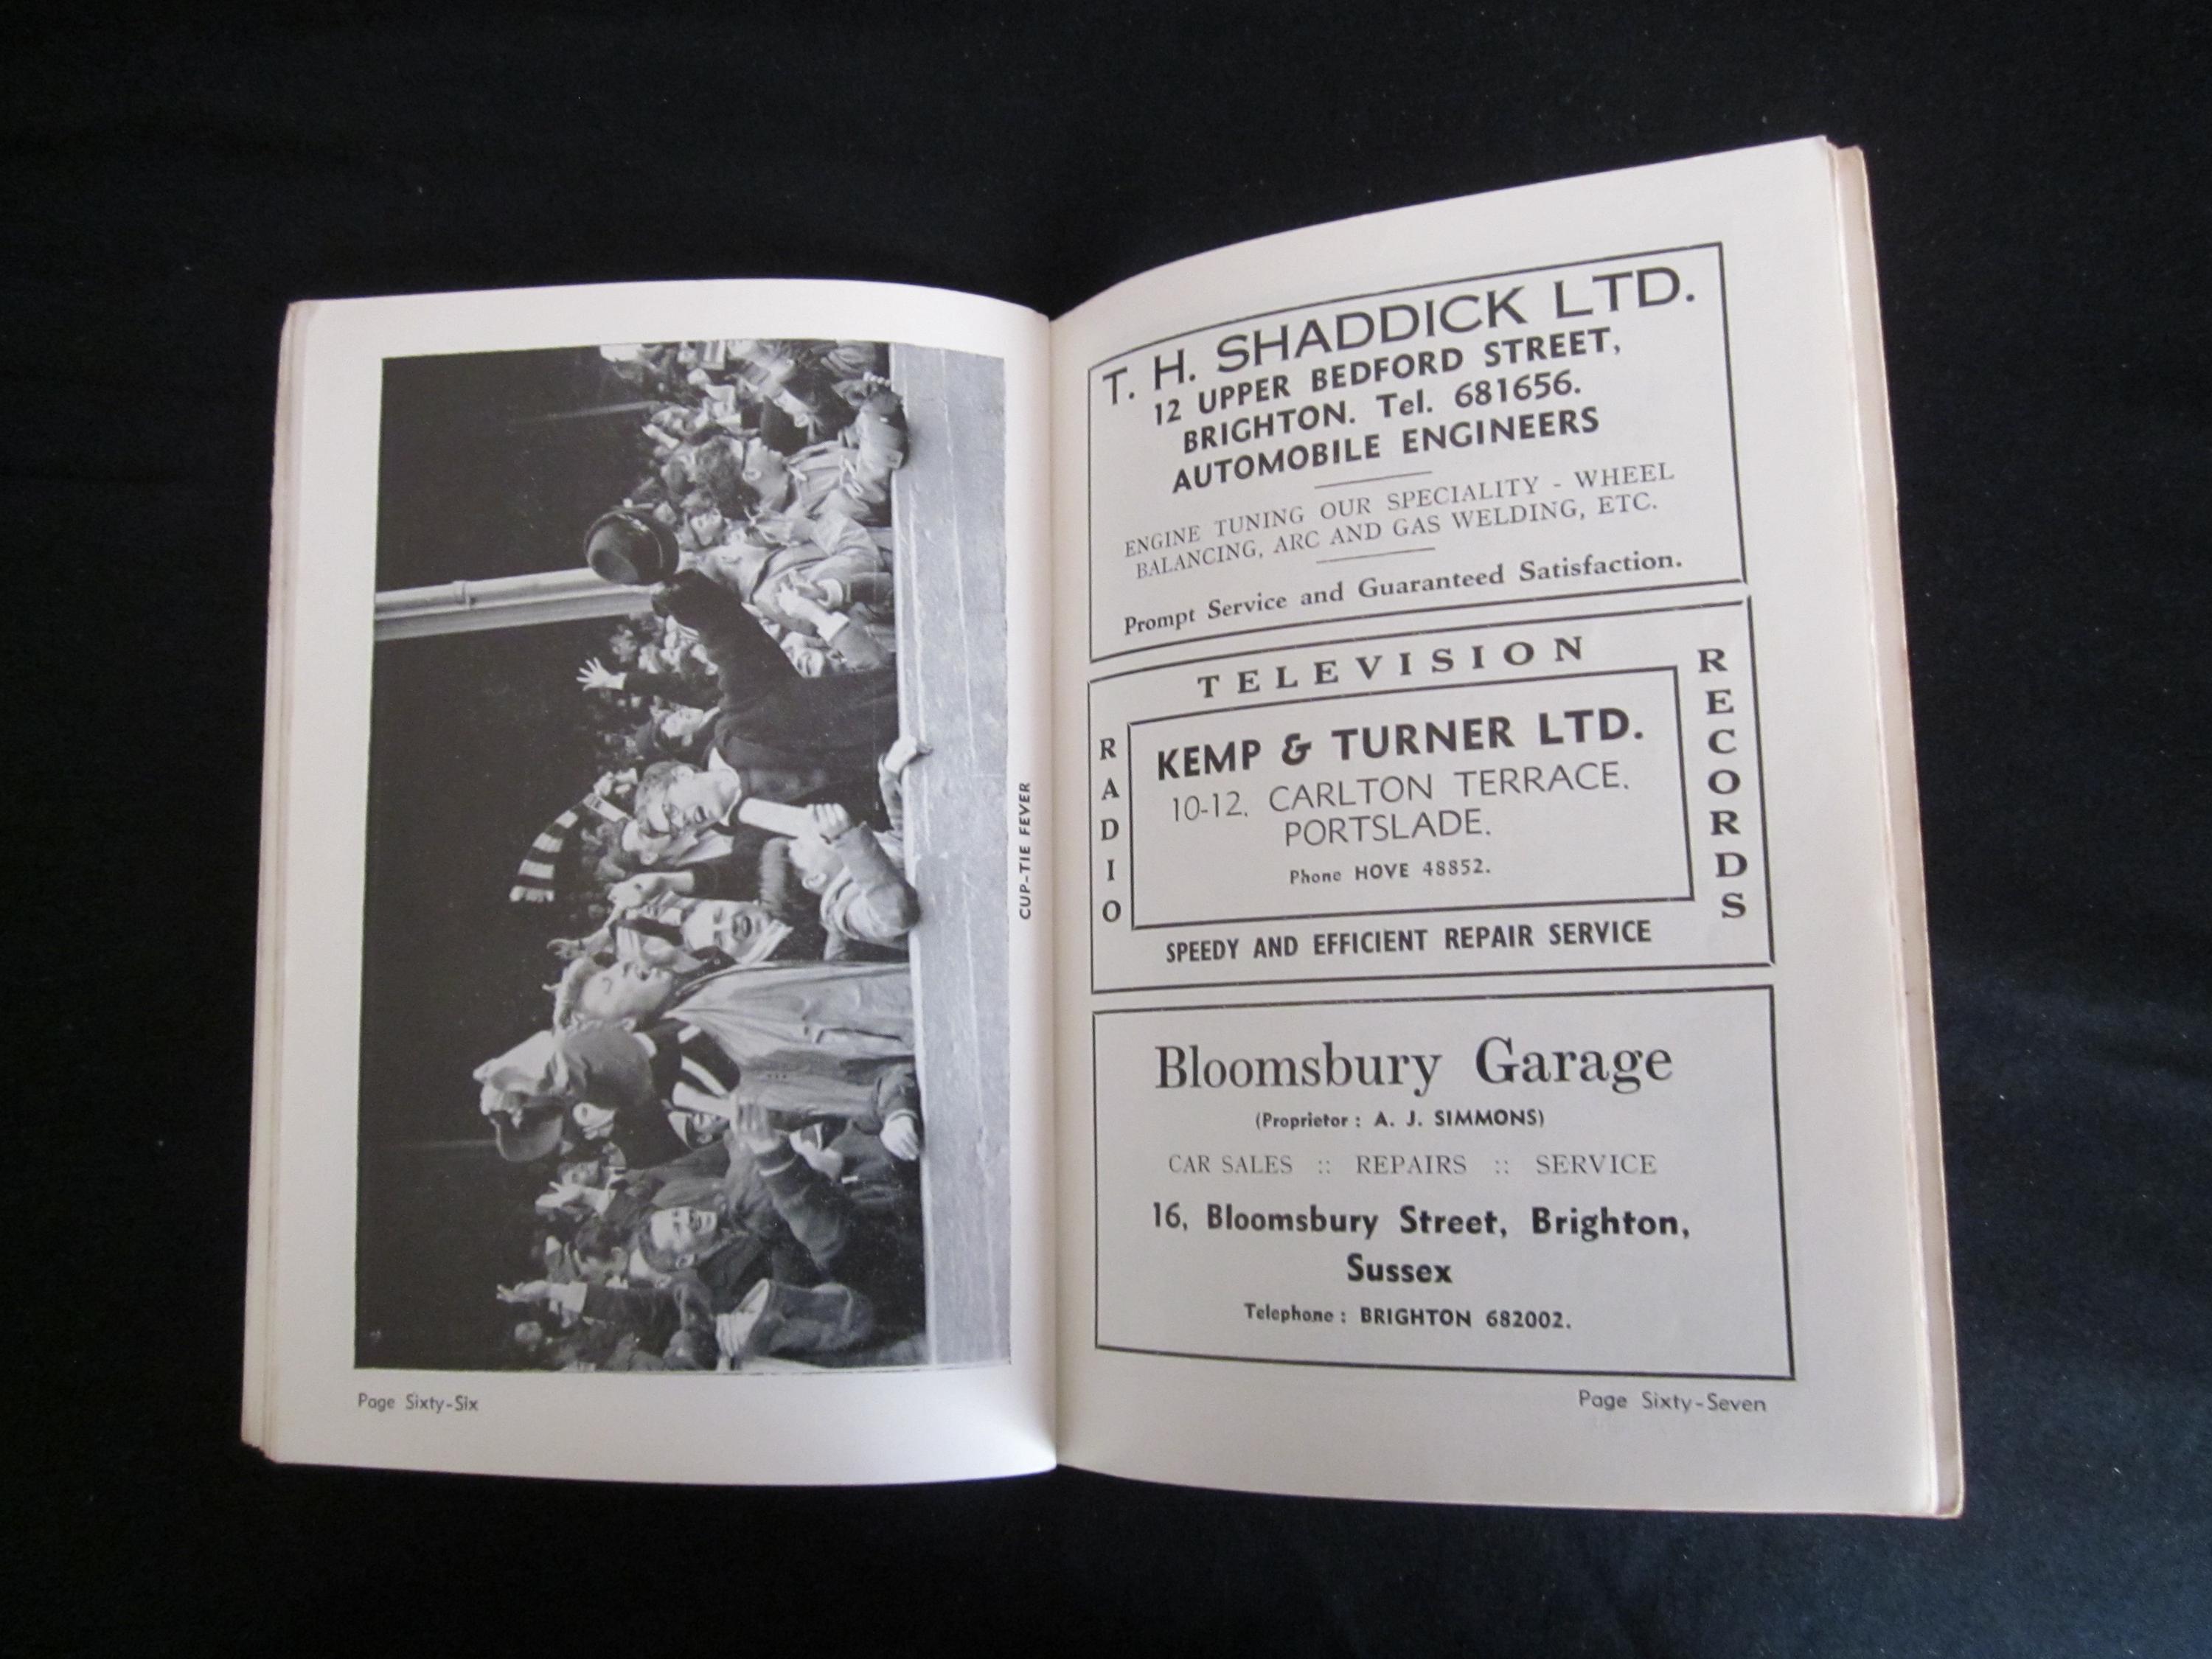 CUP-TIE FEVER
Page Sixty-Six
T. H. SHADDICK LTD.
12 UPPER BEDFORD STREET,
BRIGHTON. Tel. 681656.
AUTOMOBILE ENGINEERS
ENGINE TUNING OUR SPECIALITY - WHEEL
BALANCING, ARC AND GAS WELDING, ETC.
Prompt Service and Guaranteed Satisfaction.
TELEVISION
RADIO
RECORDS
KEMP & TURNER LTD.
10-12, CARLTON TERRACE,
PORTSLADE.
Phone HOVE 48852.
SPEEDY AND EFFICIENT REPAIR SERVICE
Bloomsbury Garage
(Proprietor : A. J. SIMMONS)
CAR SALES :: REPAIRS :: SERVICE
16, Bloomsbury Street, Brighton,
Sussex
Telephone : BRIGHTON 682002.
Page Sixty-Seven